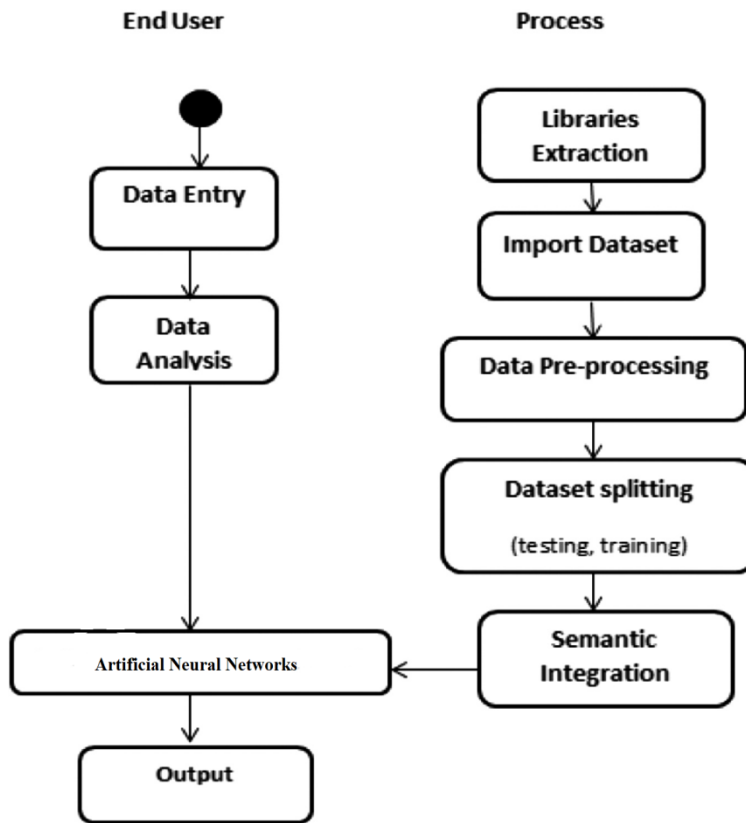 End User
Process
Libraries
Extraction
Data Entry
Import Dataset
Data
Analysis
Data Pre-processing
Dataset splitting
(testing, training)
Artificial Neural Networks
Semantic
Integration
Output